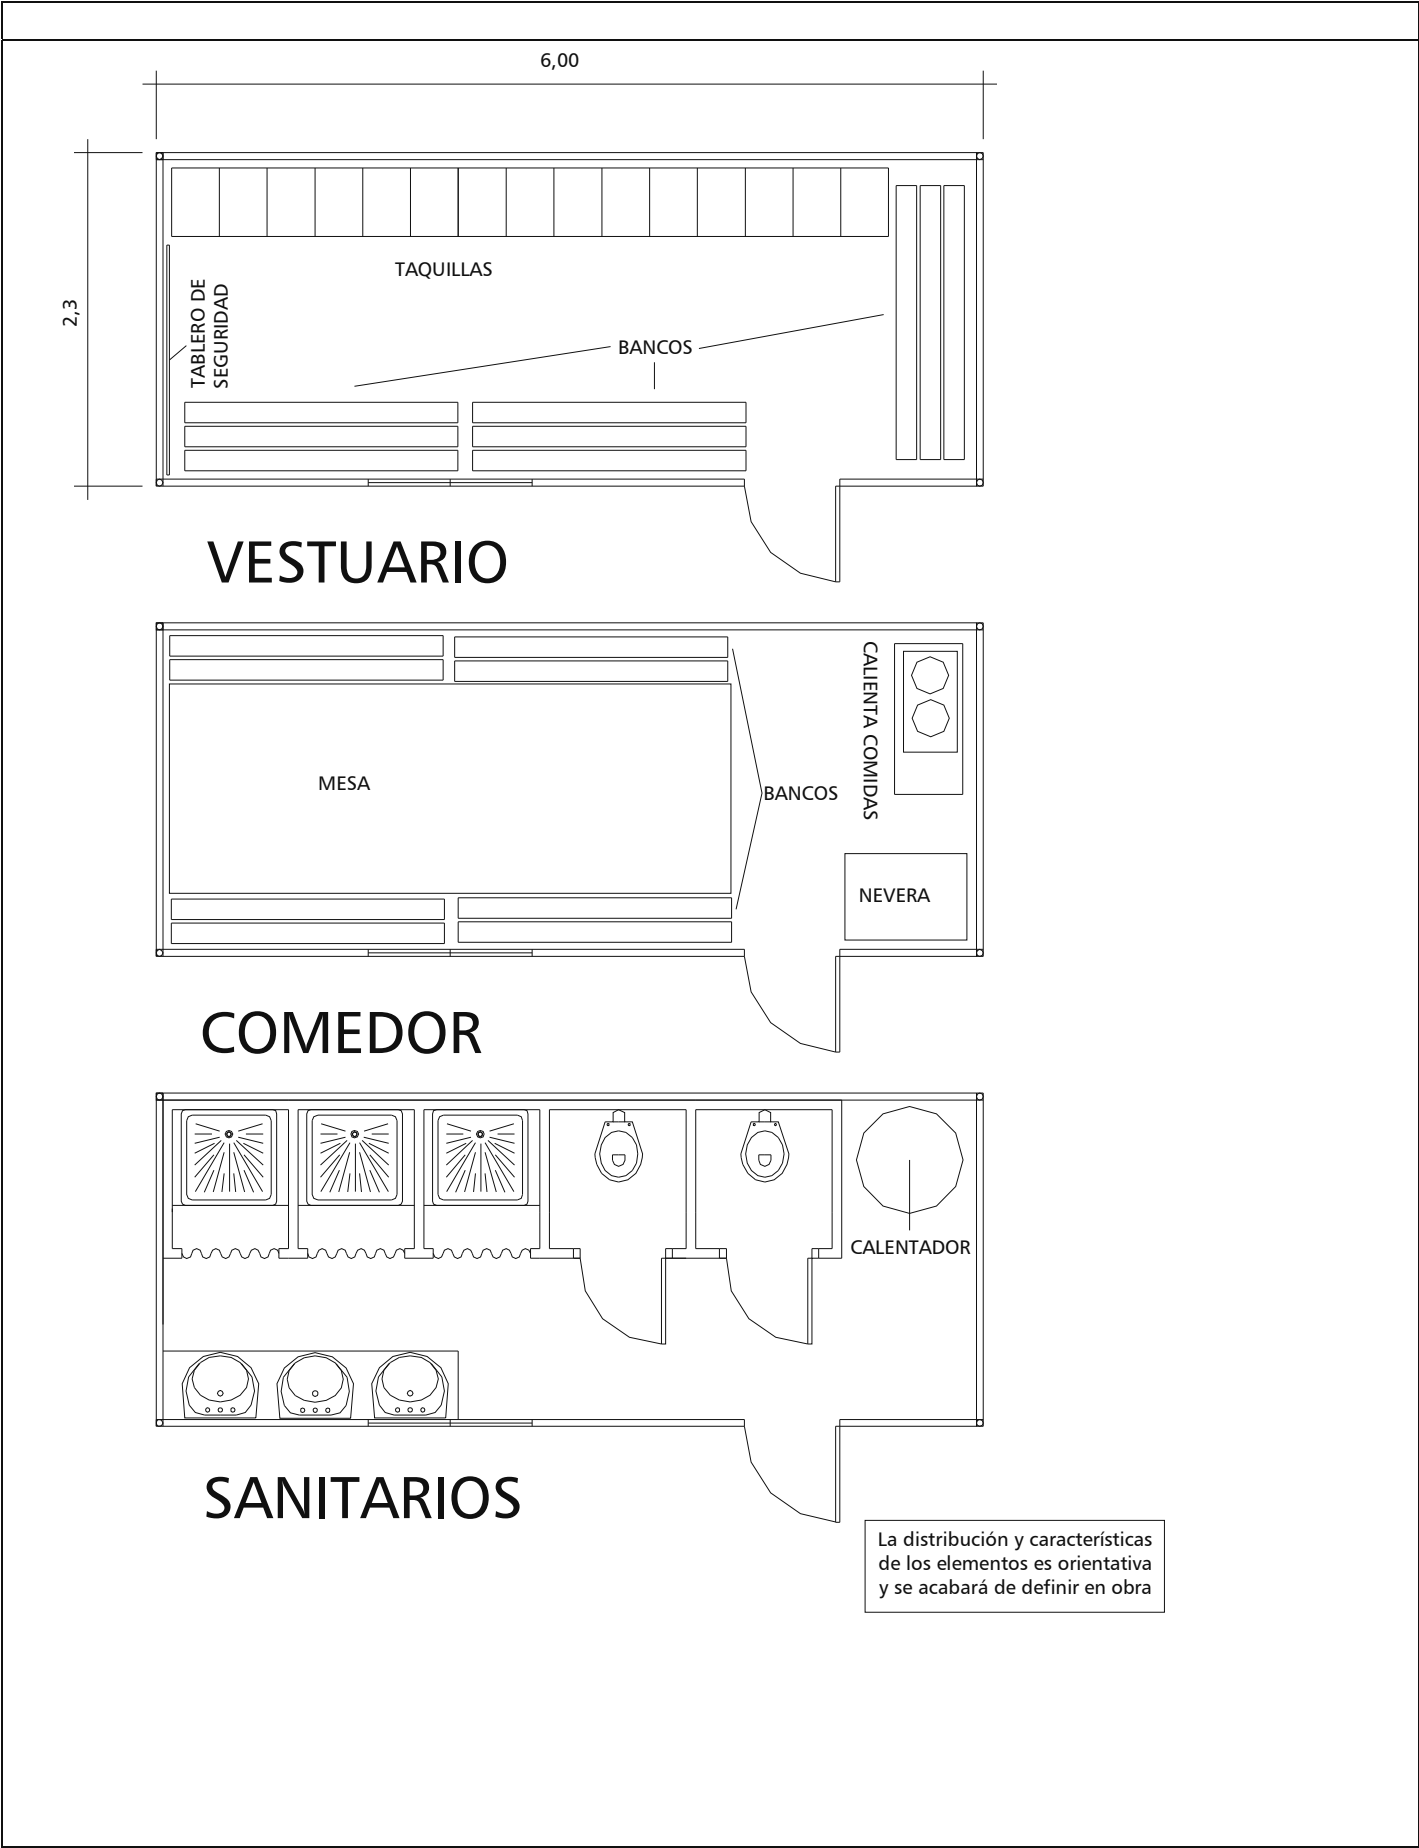 6,00
2,3
TAQUILLAS
TABLERO DE
SEGURIDAD
BANCOS
VESTUARIO
CALIENTA COMIDAS
MESA
BANCOS
NEVERA
COMEDOR
CALENTADOR
SANITARIOS
La distribución y características
de los elementos es orientativa
y se acabará de definir en obra